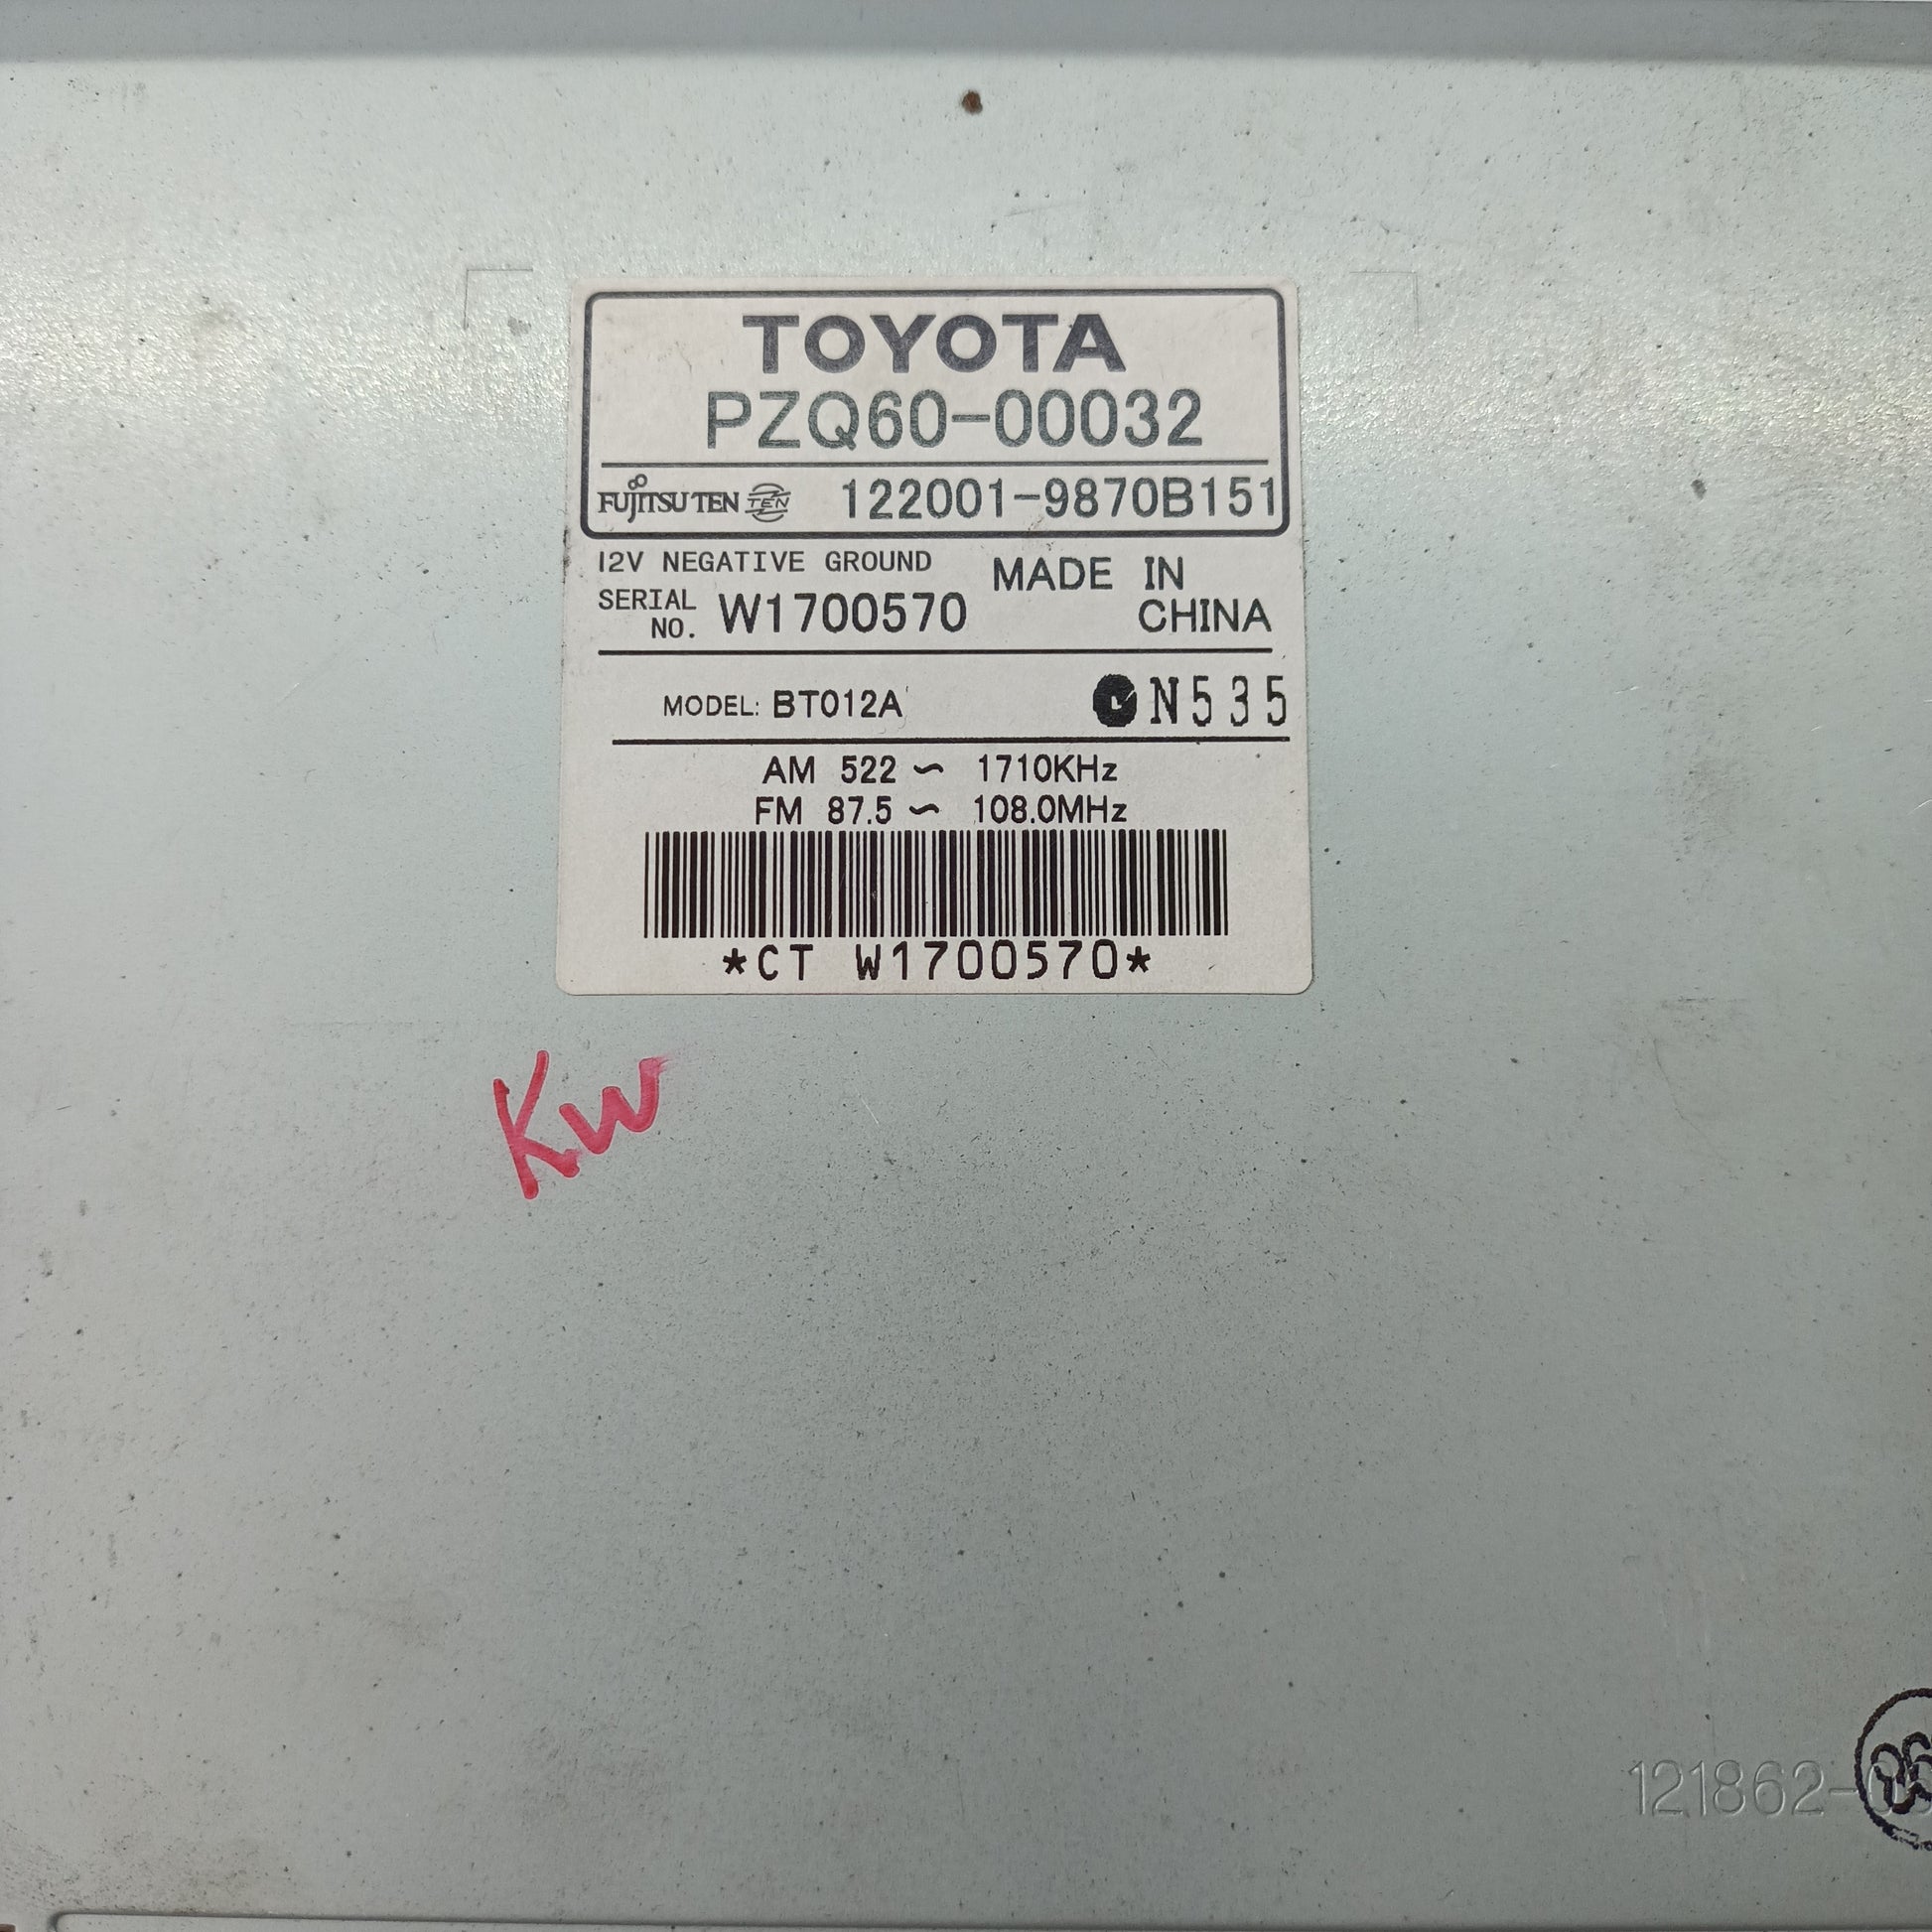 TOYOTA
PZQ60-00032
FUJITSU TEN TEN 122001-9870B151
12V NEGATIVE GROUND
MADE IN
CHINA
SERIAL
NO. W1700570
MODEL: BT012A N535
AM 522 ~ 1710KHz
FM 87.5 ~ 108.0MHz
*CT W1700570*
KW
121862-